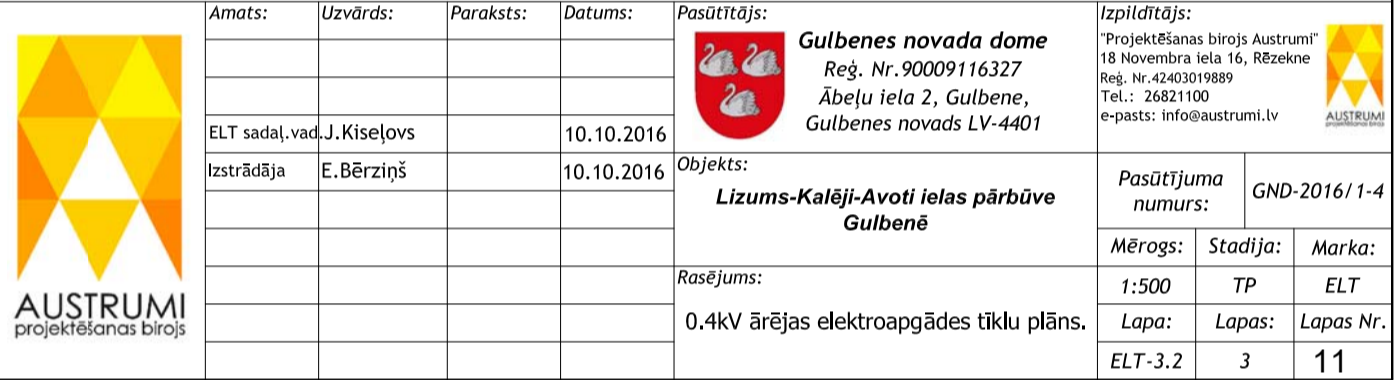 AUSTRUMI
projektēšanas birojs
Amats: Uzvārds: Paraksts: Datums:
ELT sadaļ.vad. J.Kiseļovs 10.10.2016
Izstrādāja E.Bērziņš 10.10.2016
Pasūtītājs:
Gulbenes novada dome
Reģ. Nr.90009116327
Ābeļu iela 2, Gulbene,
Gulbenes novads LV-4401
Objekts:
Lizums-Kalēji-Avoti ielas pārbūve
Gulbenē
Rasējums:
0.4kV ārējas elektroapgādes tīklu plāns.
Izpildītājs:
"Projektēšanas birojs Austrumi"
18 Novembra iela 16, Rēzekne
Reģ. Nr.42403019889
Tel.: 26821100
e-pasts: info@austrumi.lv
AUSTRUMI
projektēšanas birojs
Pasūtījuma
numurs:
GND-2016/1-4
Mērogs: Stadija: Marka:
1:500 TP ELT
Lapa: Lapas: Lapas Nr.
ELT-3.2 3 11